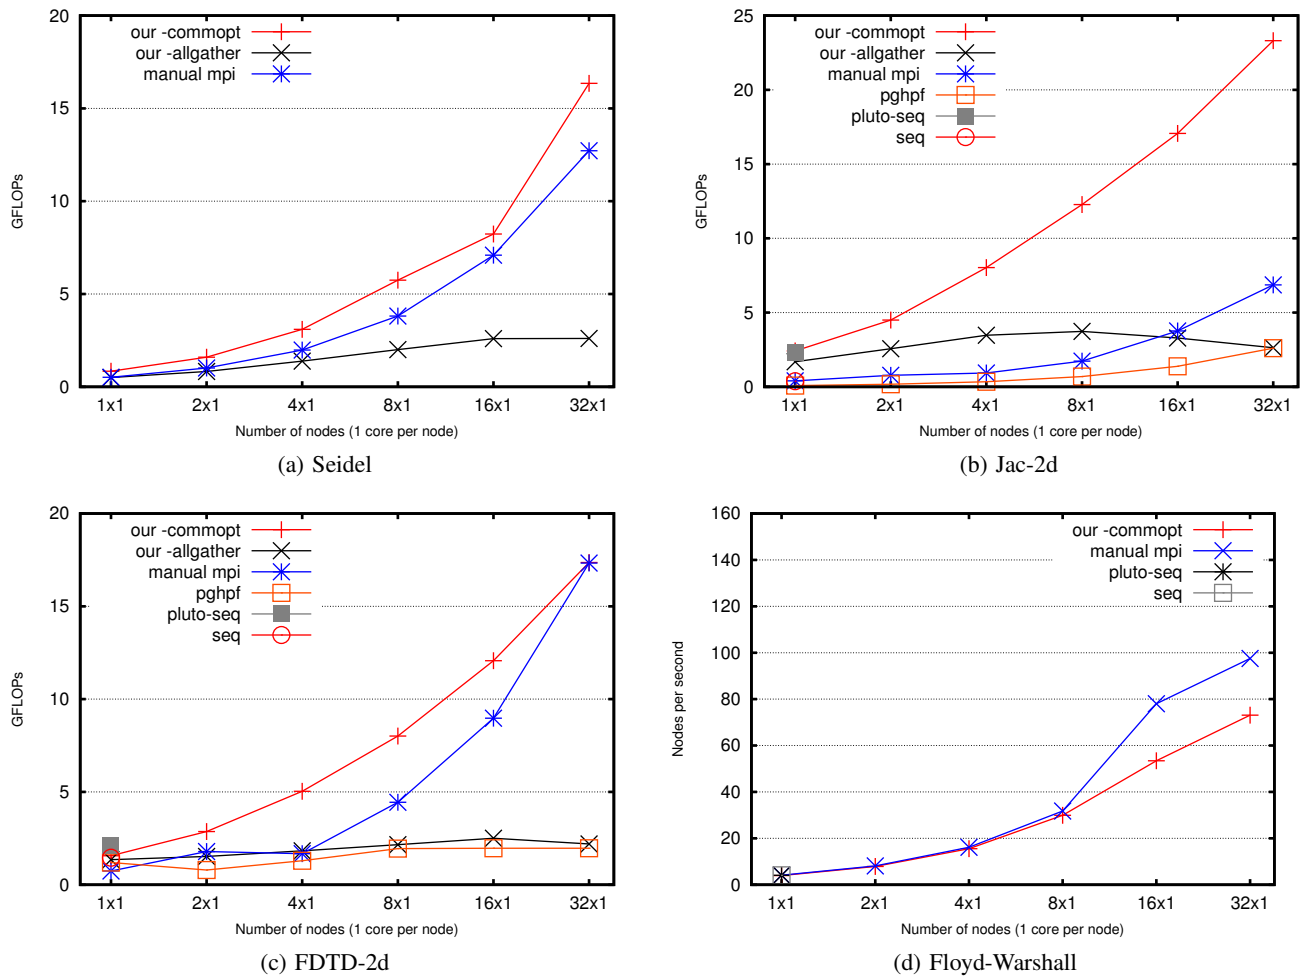 20
15
10
5
0
GFLOPs
our -commopt
our -allgather
manual mpi
1x1 2x1 4x1 8x1 16x1 32x1
Number of nodes (1 core per node)
(a) Seidel
25
20
15
10
5
0
GFLOPs
our -commopt
our -allgather
manual mpi
pghpf
pluto-seq
seq
1x1 2x1 4x1 8x1 16x1 32x1
Number of nodes (1 core per node)
(b) Jac-2d
20
15
10
5
0
GFLOPs
our -commopt
our -allgather
manual mpi
pghpf
pluto-seq
seq
1x1 2x1 4x1 8x1 16x1 32x1
Number of nodes (1 core per node)
(c) FDTD-2d
160
140
120
100
80
60
40
20
0
Nodes per second
our -commopt
manual mpi
pluto-seq
seq
1x1 2x1 4x1 8x1 16x1 32x1
Number of nodes (1 core per node)
(d) Floyd-Warshall